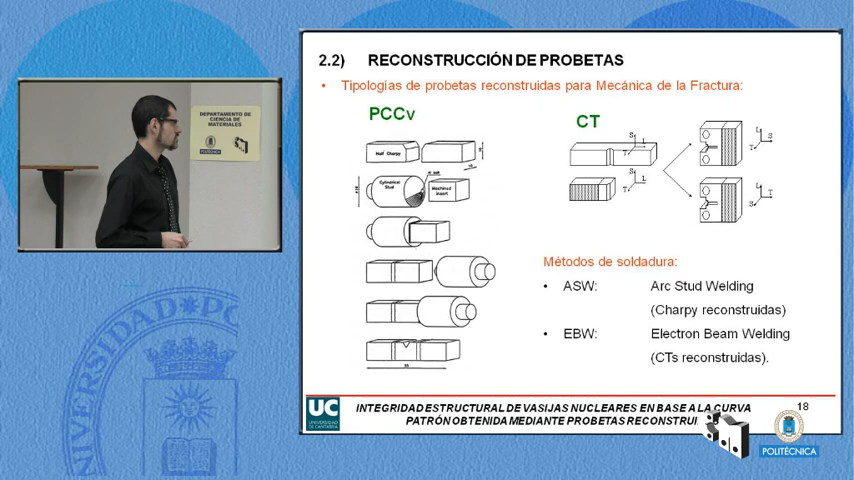 DEPARTAMENTO DE
CIENCIA DE
MATERIALES
POLITÉCNICA
2.2) RECONSTRUCCIÓN DE PROBETAS
• Tipologías de probetas reconstruidas para Mecánica de la Fractura:
PCCv
CT
Half Charpy
Cylindrical
Stud
Machined
insert
S
L
T
S
T
L
L
S
T
L
T
S
Métodos de soldadura:
• ASW: Arc Stud Welding
(Charpy reconstruidas)
• EBW: Electron Beam Welding
(CTs reconstruidas).
INTEGRIDAD ESTRUCTURAL DE VASIJAS NUCLEARES EN BASE A LA CURVA
PATRÓN OBTENIDA MEDIANTE PROBETAS RECONSTRUI
18
UC
UNIVERSIDAD
DE CANTABRIA
POLITÉCNICA
UNIVERSIDAD PO